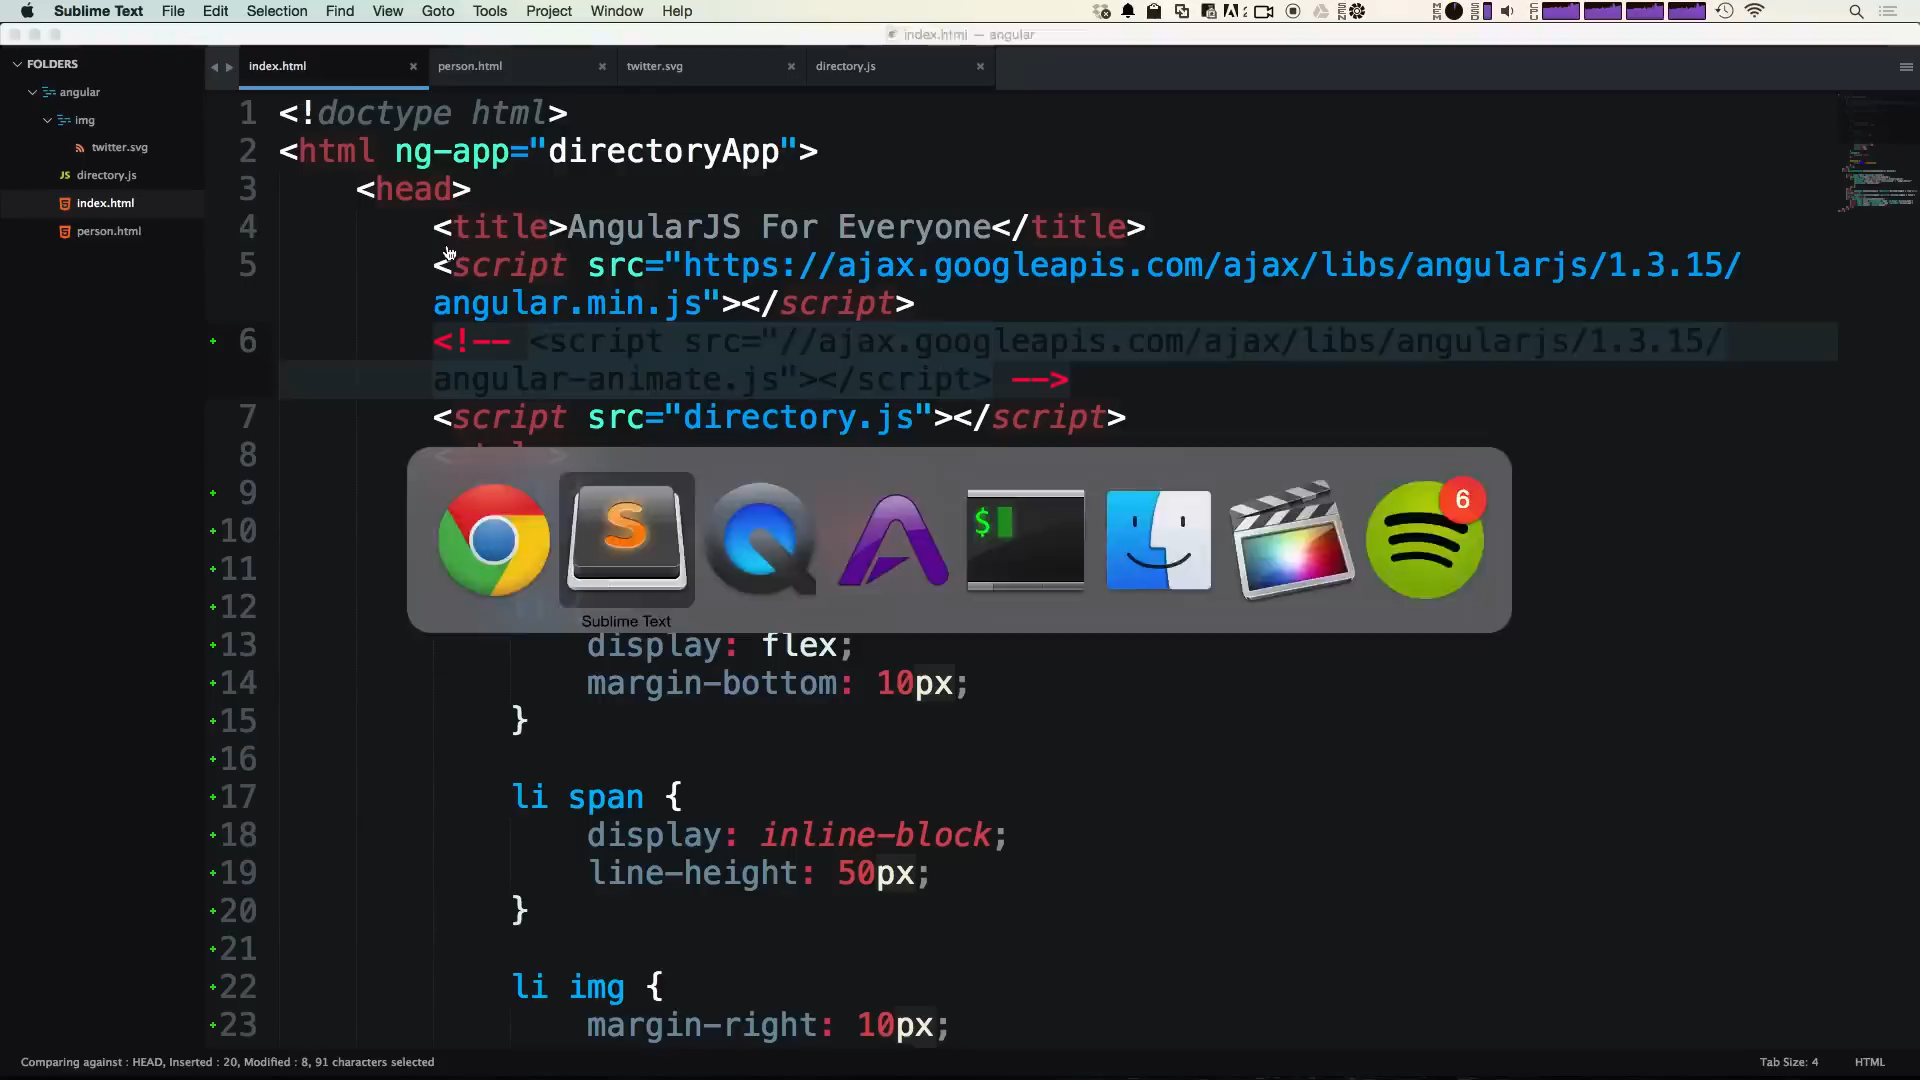 Sublime Text File Edit Selection Find View Goto Tools Project Window Help
index.html — angular
FOLDERS
angular
img
twitter.svg
JS directory.js
index.html
person.html
index.html person.html twitter.svg directory.js
1 <!doctype html>
2 <html ng-app="directoryApp">
3 <head>
4 <title>AngularJS For Everyone</title>
5 <script src="https://ajax.googleapis.com/ajax/libs/angularjs/1.3.15/
angular.min.js"></script>
6 <!-- <script src="//ajax.googleapis.com/ajax/libs/angularjs/1.3.15/
angular-animate.js"></script> -->
7 <script src="directory.js"></script>
8
9
10
11
12
$
6
Sublime Text
13 display: flex;
14 margin-bottom: 10px;
15 }
16
17 li span {
18 display: inline-block;
19 line-height: 50px;
20 }
21
22 li img {
23 margin-right: 10px;
Comparing against : HEAD, Inserted : 20, Modified : 8, 91 characters selected
Tab Size: 4 HTML